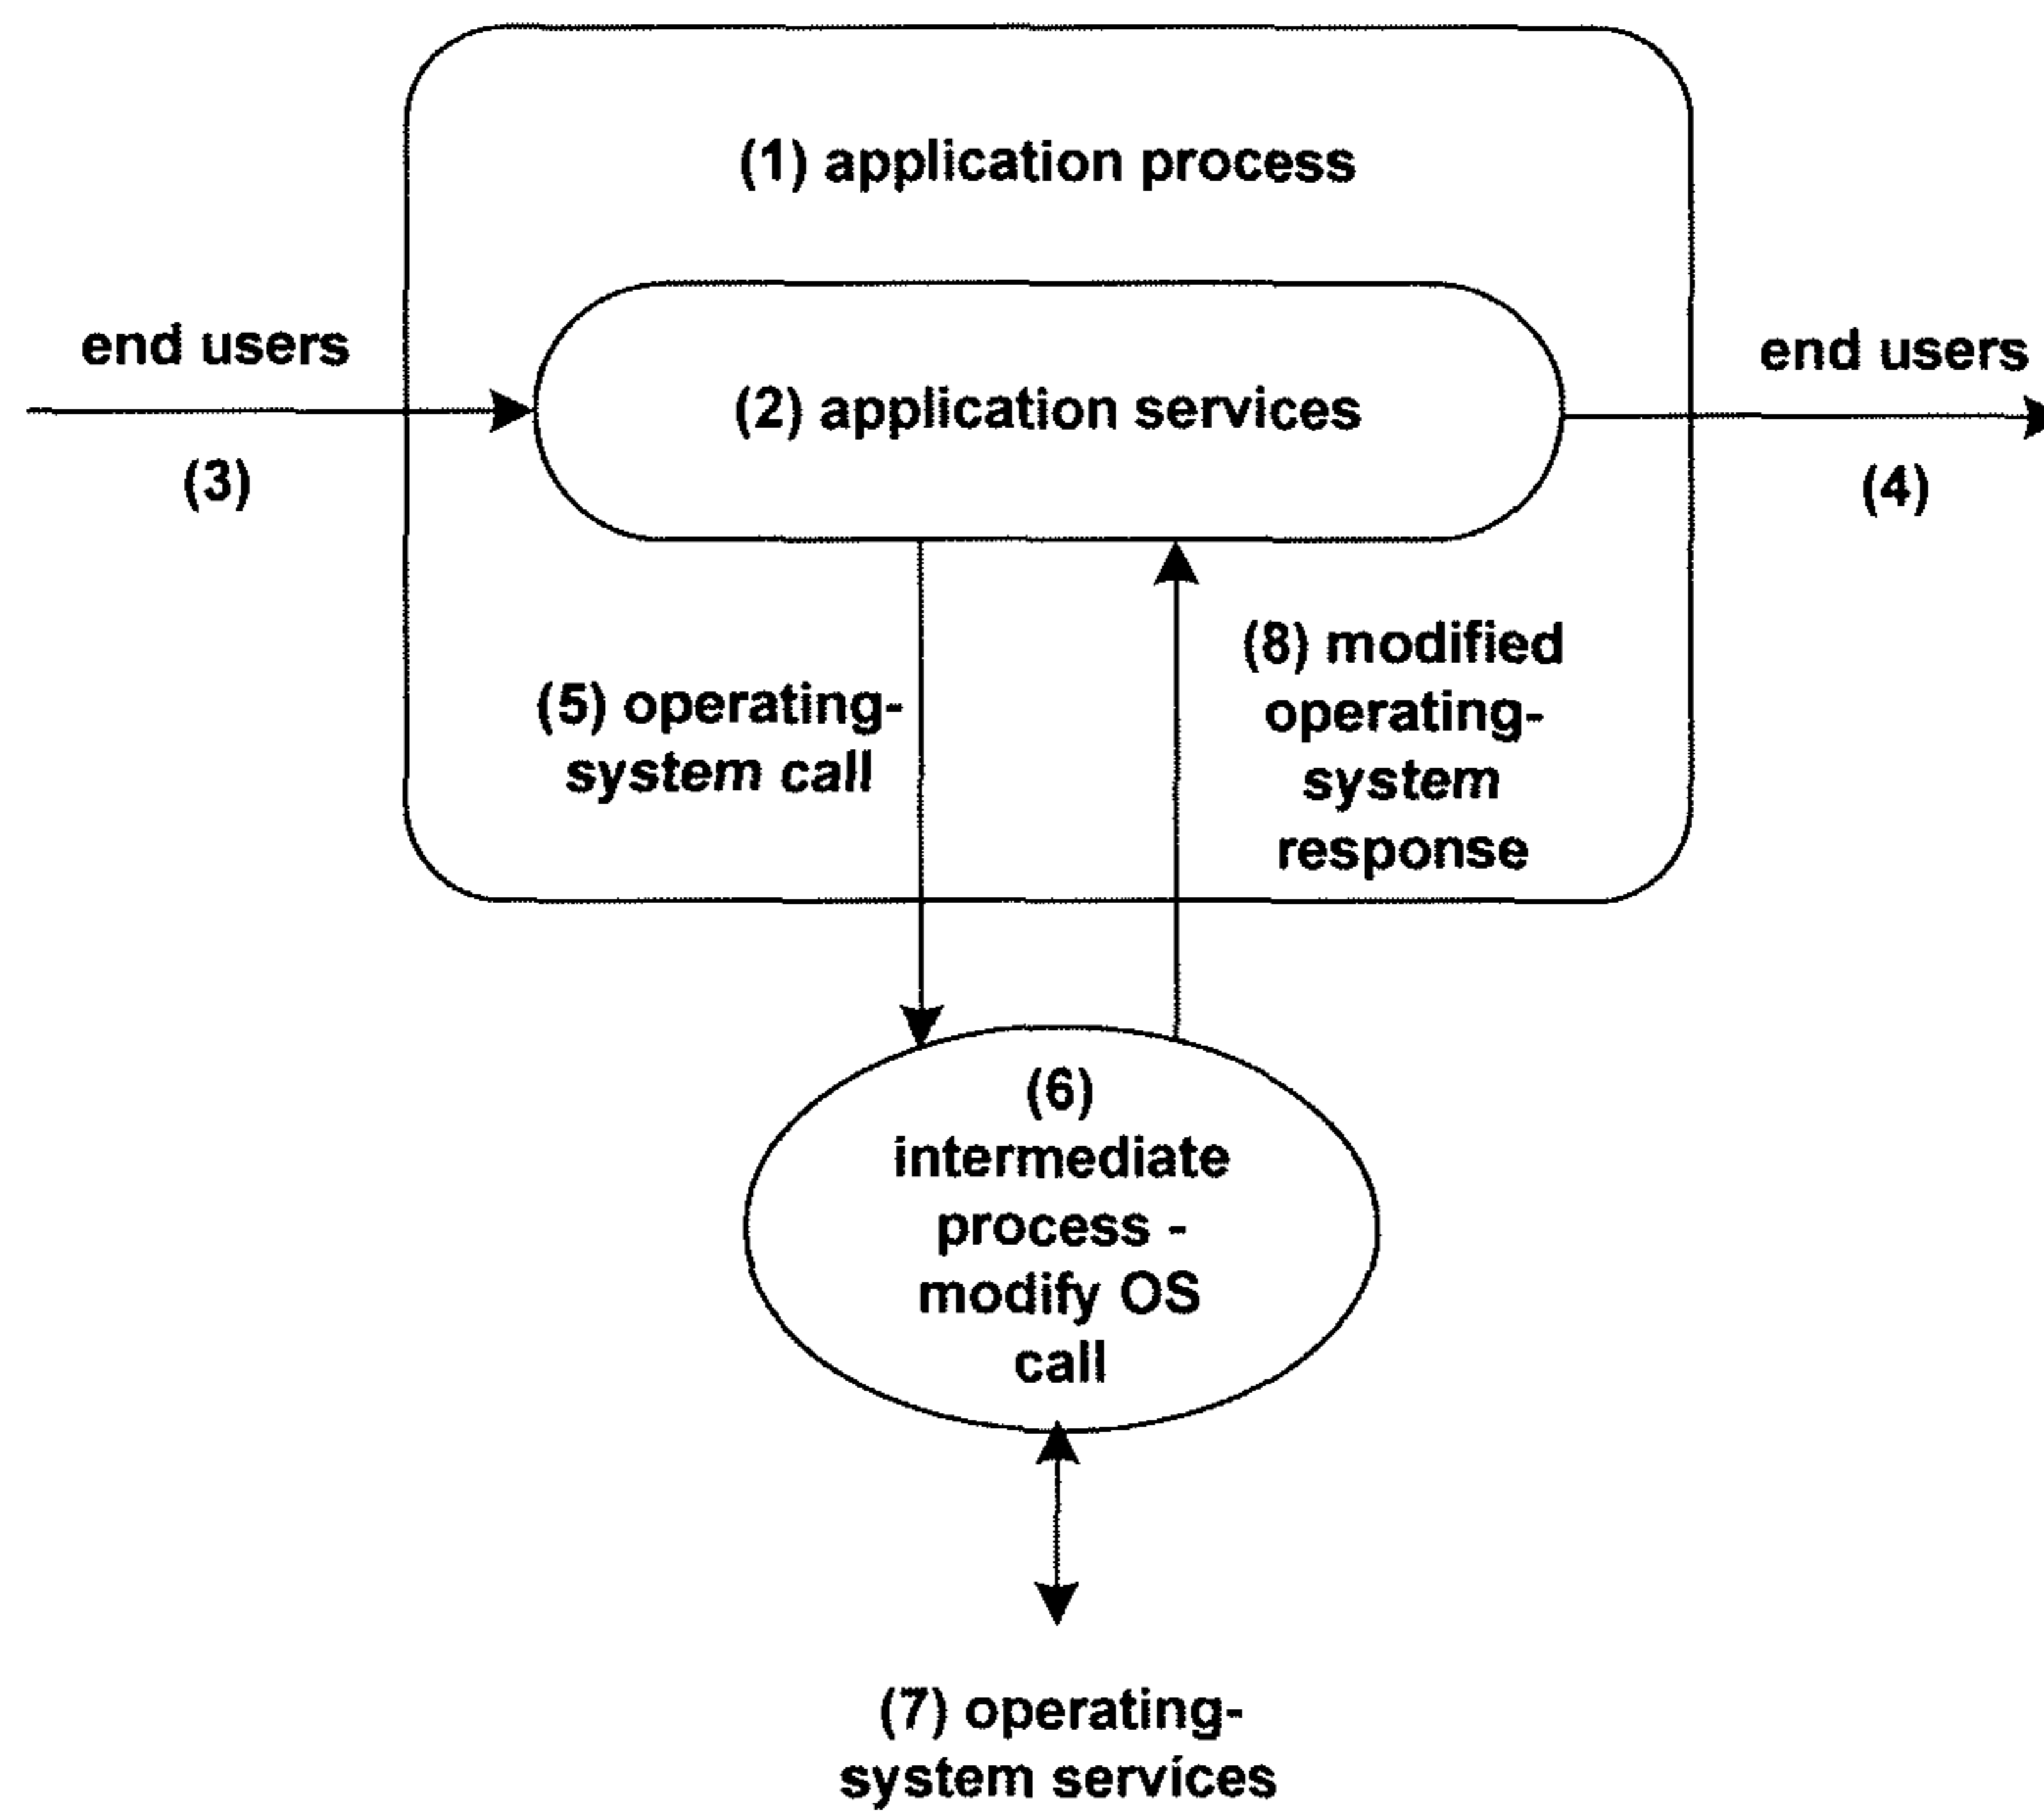 (1) application process
end users
(3)
(2) application services
end users
(4)
(5) operating-
system call
(8) modified
operating-
system
response
(6)
intermediate
process -
modify OS
call
(7) operating-
system services